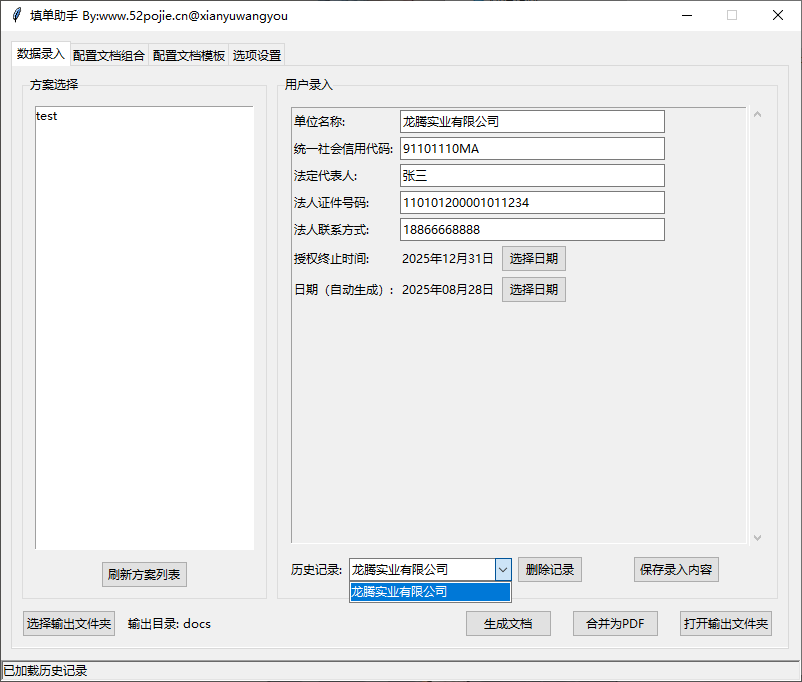 填单助手 By:www.52pojie.cn@xianyuwangyou
数据录入 配置文档组合 配置文档模板 选项设置
方案选择
test
刷新方案列表
用户录入
单位名称: 龙腾实业有限公司
统一社会信用代码: 91101110MA
法定代表人: 张三
法人证件号码: 110101200001011234
法人联系方式: 18866668888
授权终止时间: 2025年12月31日 选择日期
日期（自动生成）: 2025年08月28日 选择日期
历史记录: 龙腾实业有限公司 删除记录 保存录入内容
龙腾实业有限公司
选择输出文件夹 输出目录: docs 生成文档 合并为PDF 打开输出文件夹
已加载历史记录